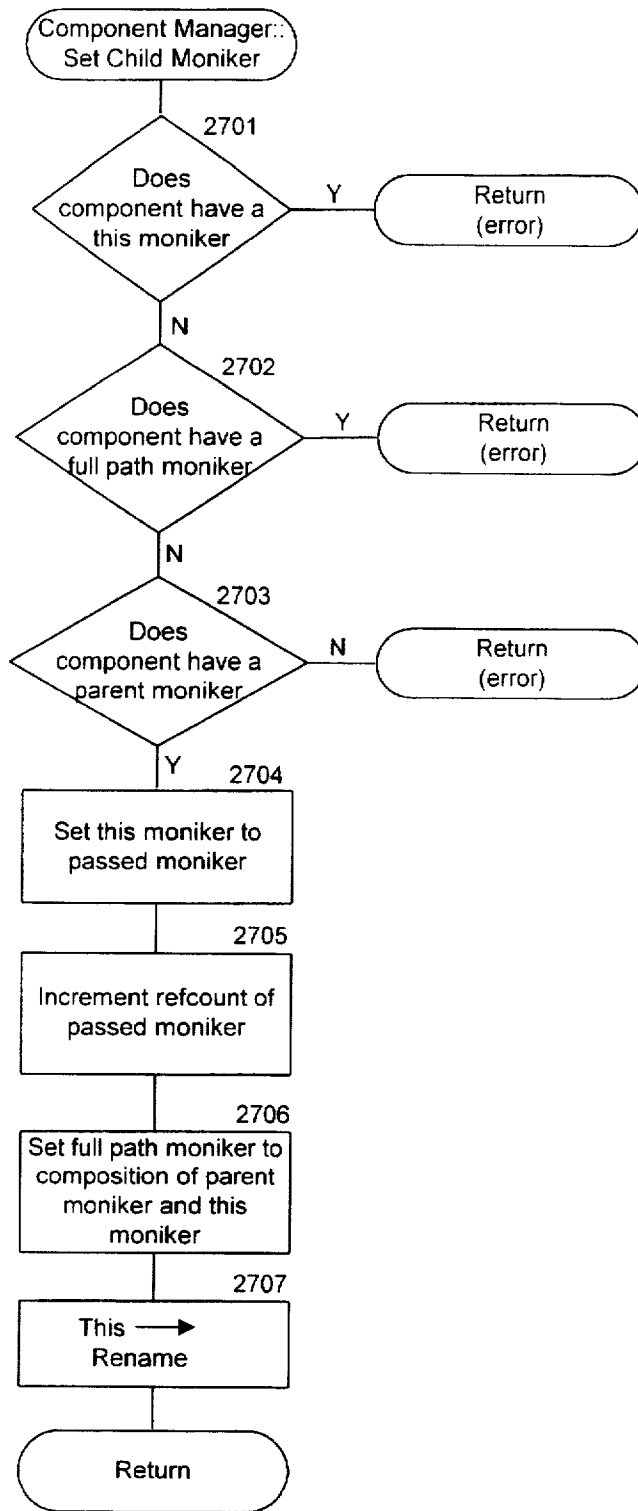 Component Manager::
Set Child Moniker
2701
Does
component have a
this moniker
Y
Return
(error)
N
2702
Does
component have a
full path moniker
Y
Return
(error)
N
2703
Does
component have a
parent moniker
N
Return
(error)
Y
2704
Set this moniker to
passed moniker
2705
Increment refcount of
passed moniker
2706
Set full path moniker to
composition of parent
moniker and this
moniker
2707
This →
Rename
Return